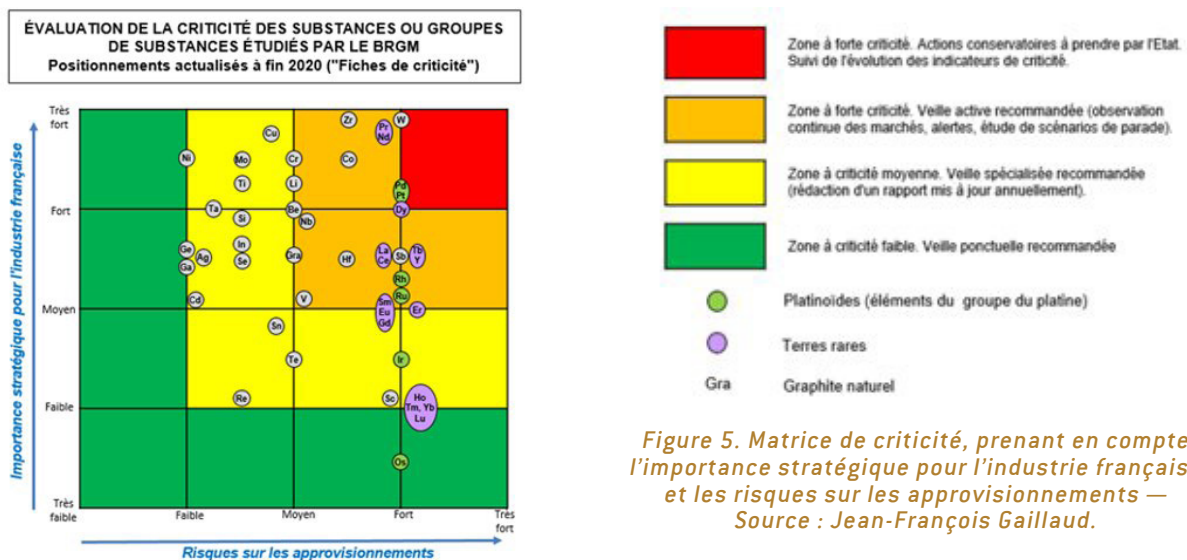 ÉVALUATION DE LA CRITICITÉ DES SUBSTANCES OU GROUPES
DE SUBSTANCES ÉTUDIÉS PAR LE BRGM
Positionnements actualisés à fin 2020 ("Fiches de criticité")
Importance stratégique pour l'industrie française
Très
fort
Fort
Moyen
Faible
Très
faible
Zr
W
Cu
Pr
Nd
Ni
Mo
Cr
Co
Ti
Li
Pd
Pt
Ta
Be
Dy
Si
Nb
Ge
In
Ag
Gra
Hf
La
Ce
Sb
Tb
Y
Ga
Se
Rh
Cd
V
Ru
Sm
Eu
Gd
Er
Sn
Te
Ir
Re
Sc
Ho
Tm, Yb
Lu
Os
Faible
Moyen
Fort
Très
fort
Risques sur les approvisionnements
Zone à forte criticité. Actions conservatoires à prendre par l'Etat.
Suivi de l'évolution des indicateurs de criticité.
Zone à forte criticité. Veille active recommandée (observation
continue des marchés, alertes, étude de scénarios de parade).
Zone à criticité moyenne. Veille spécialisée recommandée
(rédaction d'un rapport mis à jour annuellement).
Zone à criticité faible. Veille ponctuelle recommandée
Platinoïdes (éléments du groupe du platine)
Terres rares
Gra Graphite naturel
Figure 5. Matrice de criticité, prenant en compte
l'importance stratégique pour l'industrie français
et les risques sur les approvisionnements —
Source : Jean-François Gaillaud.